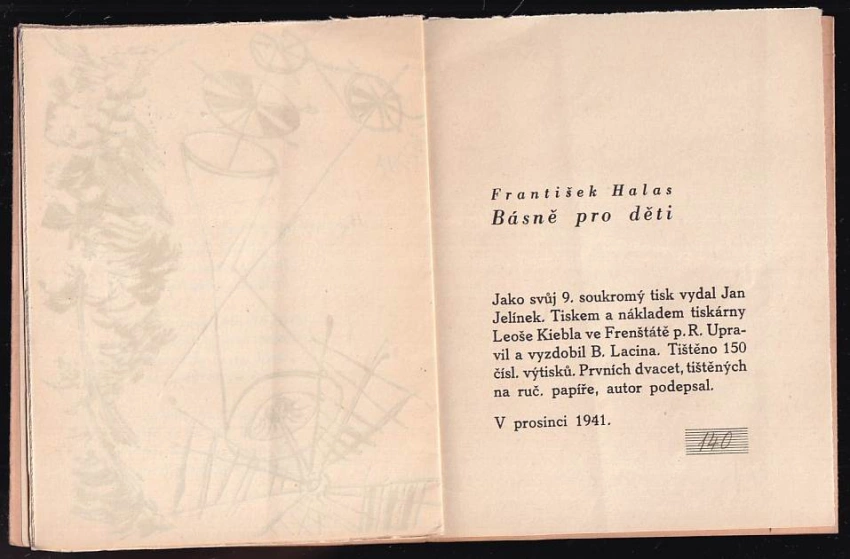 František Halas
Básně pro děti
Jako svůj 9. soukromý tisk vydal Jan
Jelínek. Tiskem a nákladem tiskárny
Leoše Kiebla ve Frenštátě p. R. Upra-
vil a vyzdobil B. Lacina. Tištěno 150
čísl. výtisků. Prvních dvacet, tištěných
na ruč. papíře, autor podepsal.
V prosinci 1941.
140